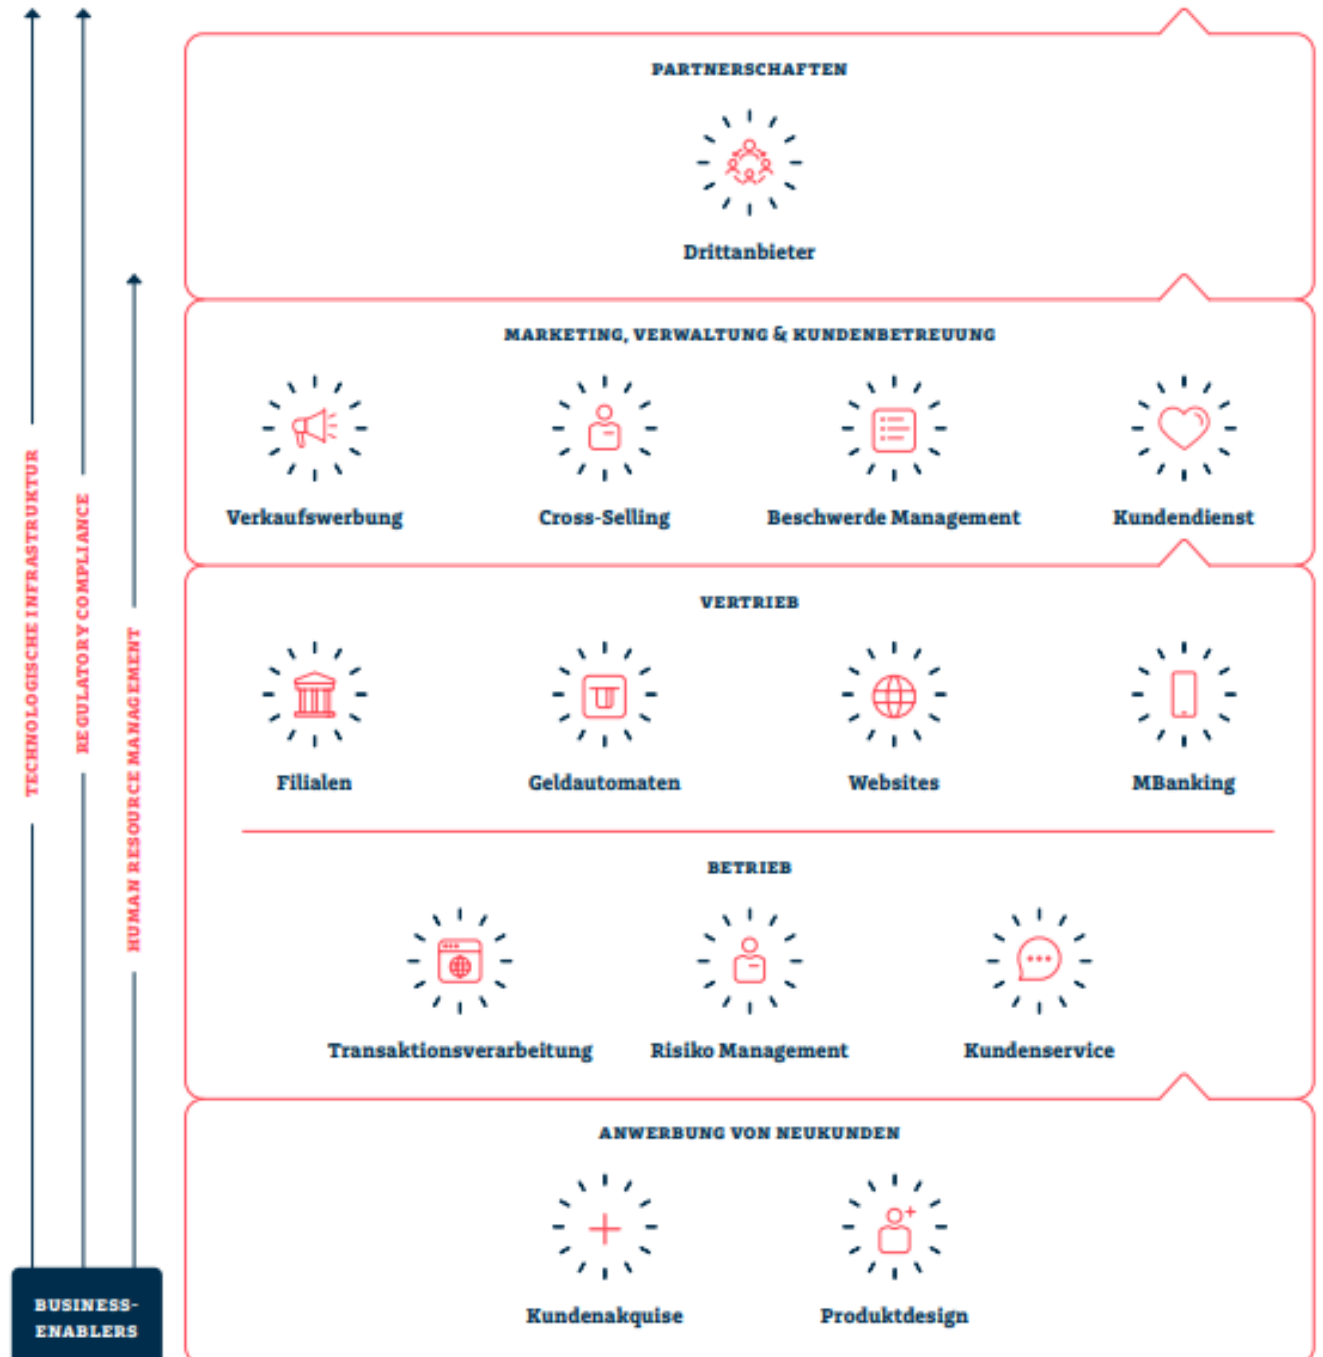 PARTNERSCHAFTEN
Drittanbieter
MARKETING, VERWALTUNG & KUNDENBETREUUNG
Verkaufswerbung
Cross-Selling
Beschwerde Management
Kundendienst
VERTRIEB
Filialen
Geldautomaten
Websites
MBanking
BETRIEB
Transaktionsverarbeitung
Risiko Management
Kundenservice
ANWERBUNG VON NEUKUNDEN
Kundenakquise
Produktdesign
TECHNOLOGISCHE INFRASTRUKTUR
REGULATORY COMPLIANCE
HUMAN RESOURCE MANAGEMENT
BUSINESS-
ENABLERS